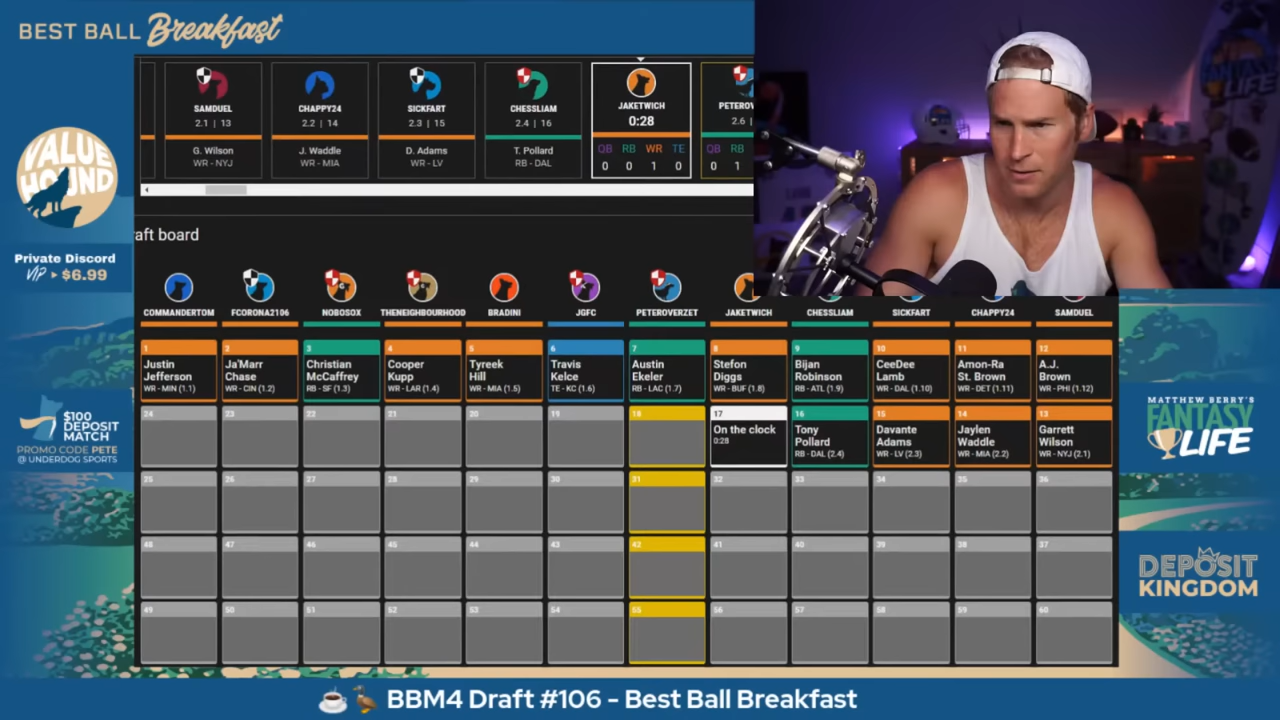 BEST BALL Breakfast
SAMDUEL
2.1 | 13
G. Wilson
WR - NYJ
CHAPPY24
2.2 | 14
J. Waddle
WR - MIA
SICKFART
2.3 | 15
D. Adams
WR - LV
CHESSLIAM
2.4 | 16
T. Pollard
RB - DAL
JAKETWICH
0:28
QB RB WR TE
0 0 1 0
PETEROV
2.6 |
QB RB
0 1
VALUE
HOUND
Private Discord
VIP ▸ $6.99
$100
DEPOSIT
MATCH
PROMO CODE PETE
@ UNDERDOG SPORTS
raft board
COMMANDERTOM FCORONA2106 NOBOSOX THENEIGHBOURHOOD BRADINI JGFC PETEROVERZET JAKETWICH CHESSLIAM SICKFART CHAPPY24 SAMDUEL
1 2 3 4 5 6 7 8 9 10 11 12
Justin Ja'Marr Christian Cooper Tyreek Travis Austin Stefon Bijan CeeDee Amon-Ra A.J.
Jefferson Chase McCaffrey Kupp Hill Kelce Ekeler Diggs Robinson Lamb St. Brown Brown
WR - MIN (1.1) WR - CIN (1.2) RB - SF (1.3) WR - LAR (1.4) WR - MIA (1.5) TE - KC (1.6) RB - LAC (1.7) WR - BUF (1.8) RB - ATL (1.9) WR - DAL (1.10) WR - DET (1.11) WR - PHI (1.12)
24 23 22 21 20 19 18 17 16 15 14 13
On the clock Tony Davante Jaylen Garrett
0:28 Pollard Adams Waddle Wilson
RB - DAL (2.4) WR - LV (2.3) WR - MIA (2.2) WR - NYJ (2.1)
25 26 27 28 29 30 31 32 33 34 35 36
48 47 46 45 44 43 42 41 40 39 38 37
49 50 51 52 53 54 55 56 57 58 59 60
MATTHEW BERRY'S
FANTASY
LIFE
DEPOSIT
KINGDOM
BBM4 Draft #106 - Best Ball Breakfast